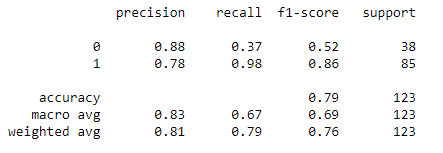 precision recall f1-score support
0 0.88 0.37 0.52 38
1 0.78 0.98 0.86 85
accuracy 0.79 123
macro avg 0.83 0.67 0.69 123
weighted avg 0.81 0.79 0.76 123